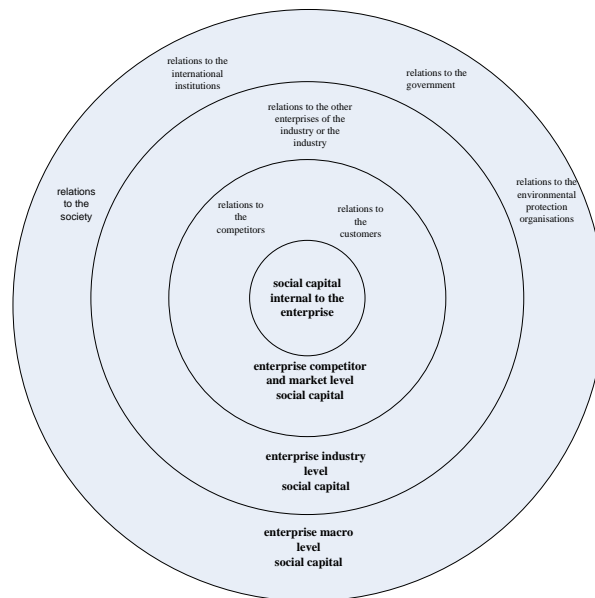 relations to the
international
institutions
relations to the
government
relations to the other
enterprises of the
industry or the
industry
relations
to the
society
relations to the
environmental
protection
organisations
relations to
the
competitors
relations to
the
customers
social capital
internal to the
enterprise
enterprise competitor
and market level
social capital
enterprise industry
level
social capital
enterprise macro
level
social capital